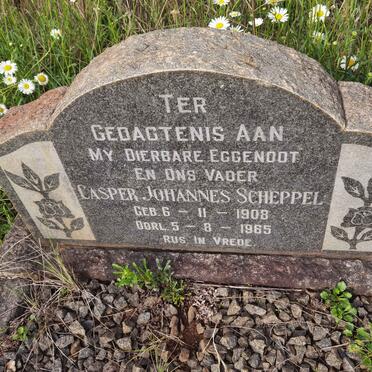 TER
GEDAGTENIS AAN
MY DIERBARE EGGENOOT
EN ONS VADER
CASPER JOHANNES SCHEPPEL
GEB. 6 - 11 - 1908
OORL. 5 - 8 - 1965
RUS IN VREDE